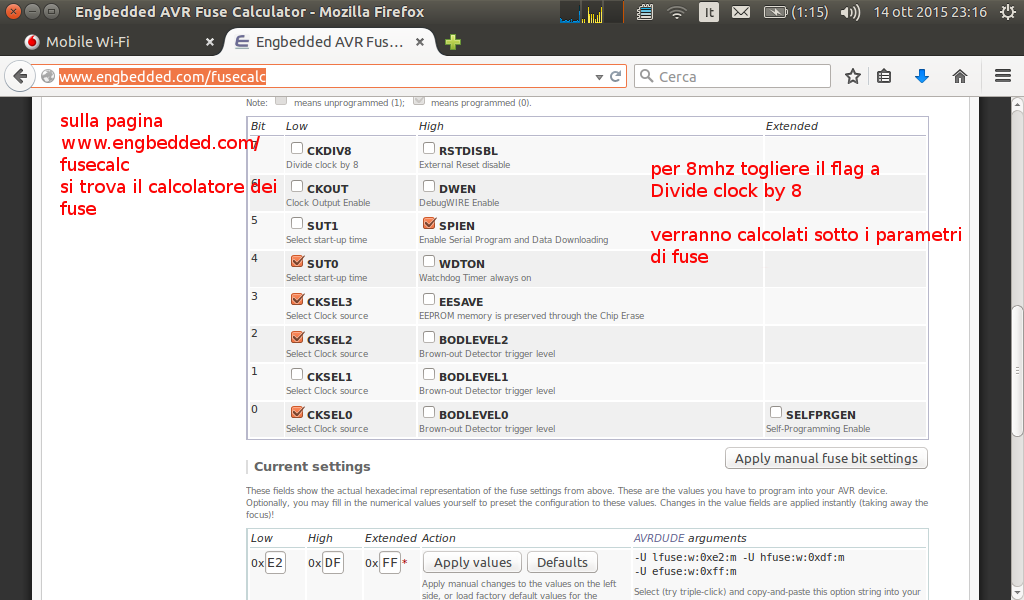 Engbedded AVR Fuse Calculator - Mozilla Firefox
It
(1:15)
14 ott 2015 23:16
Mobile Wi-Fi
Engbedded AVR Fus...
www.engbedded.com/fusecalc
Cerca
Note: means unprogrammed (1); means programmed (0).
sulla pagina
www.engbedded.com/
fusecalc
si trova il calcolatore dei
fuse
per 8mhz togliere il flag a
Divide clock by 8
verranno calcolati sotto i parametri
di fuse
Bit Low High Extended
CKDIV8 RSTDISBL
Divide clock by 8 External Reset disable
CKOUT DWEN
Clock Output Enable DebugWIRE Enable
5 SUT1 SPIEN
Select start-up time Enable Serial Program and Data Downloading
4 SUT0 WDTON
Select start-up time Watchdog Timer always on
3 CKSEL3 EESAVE
Select Clock source EEPROM memory is preserved through the Chip Erase
2 CKSEL2 BODLEVEL2
Select Clock source Brown-out Detector trigger level
1 CKSEL1 BODLEVEL1
Select Clock source Brown-out Detector trigger level
0 CKSEL0 BODLEVEL0 SELFPRGEN
Select Clock source Brown-out Detector trigger level Self-Programming Enable
Apply manual fuse bit settings
Current settings
These fields show the actual hexadecimal representation of the fuse settings from above. These are the values you have to program into your AVR device.
Optionally, you may fill in the numerical values yourself to preset the configuration to these values. Changes in the value fields are applied instantly (taking away the
focus)!
Low High Extended Action AVRDUDE arguments
0x E2 0x DF 0x FF * Apply values Defaults -U lfuse:w:0xe2:m -U hfuse:w:0xdf:m
-U efuse:w:0xff:m
Apply manual changes to the values on the left
side, or load factory default values for the
Select (try triple-click) and copy-and-paste this option string into your